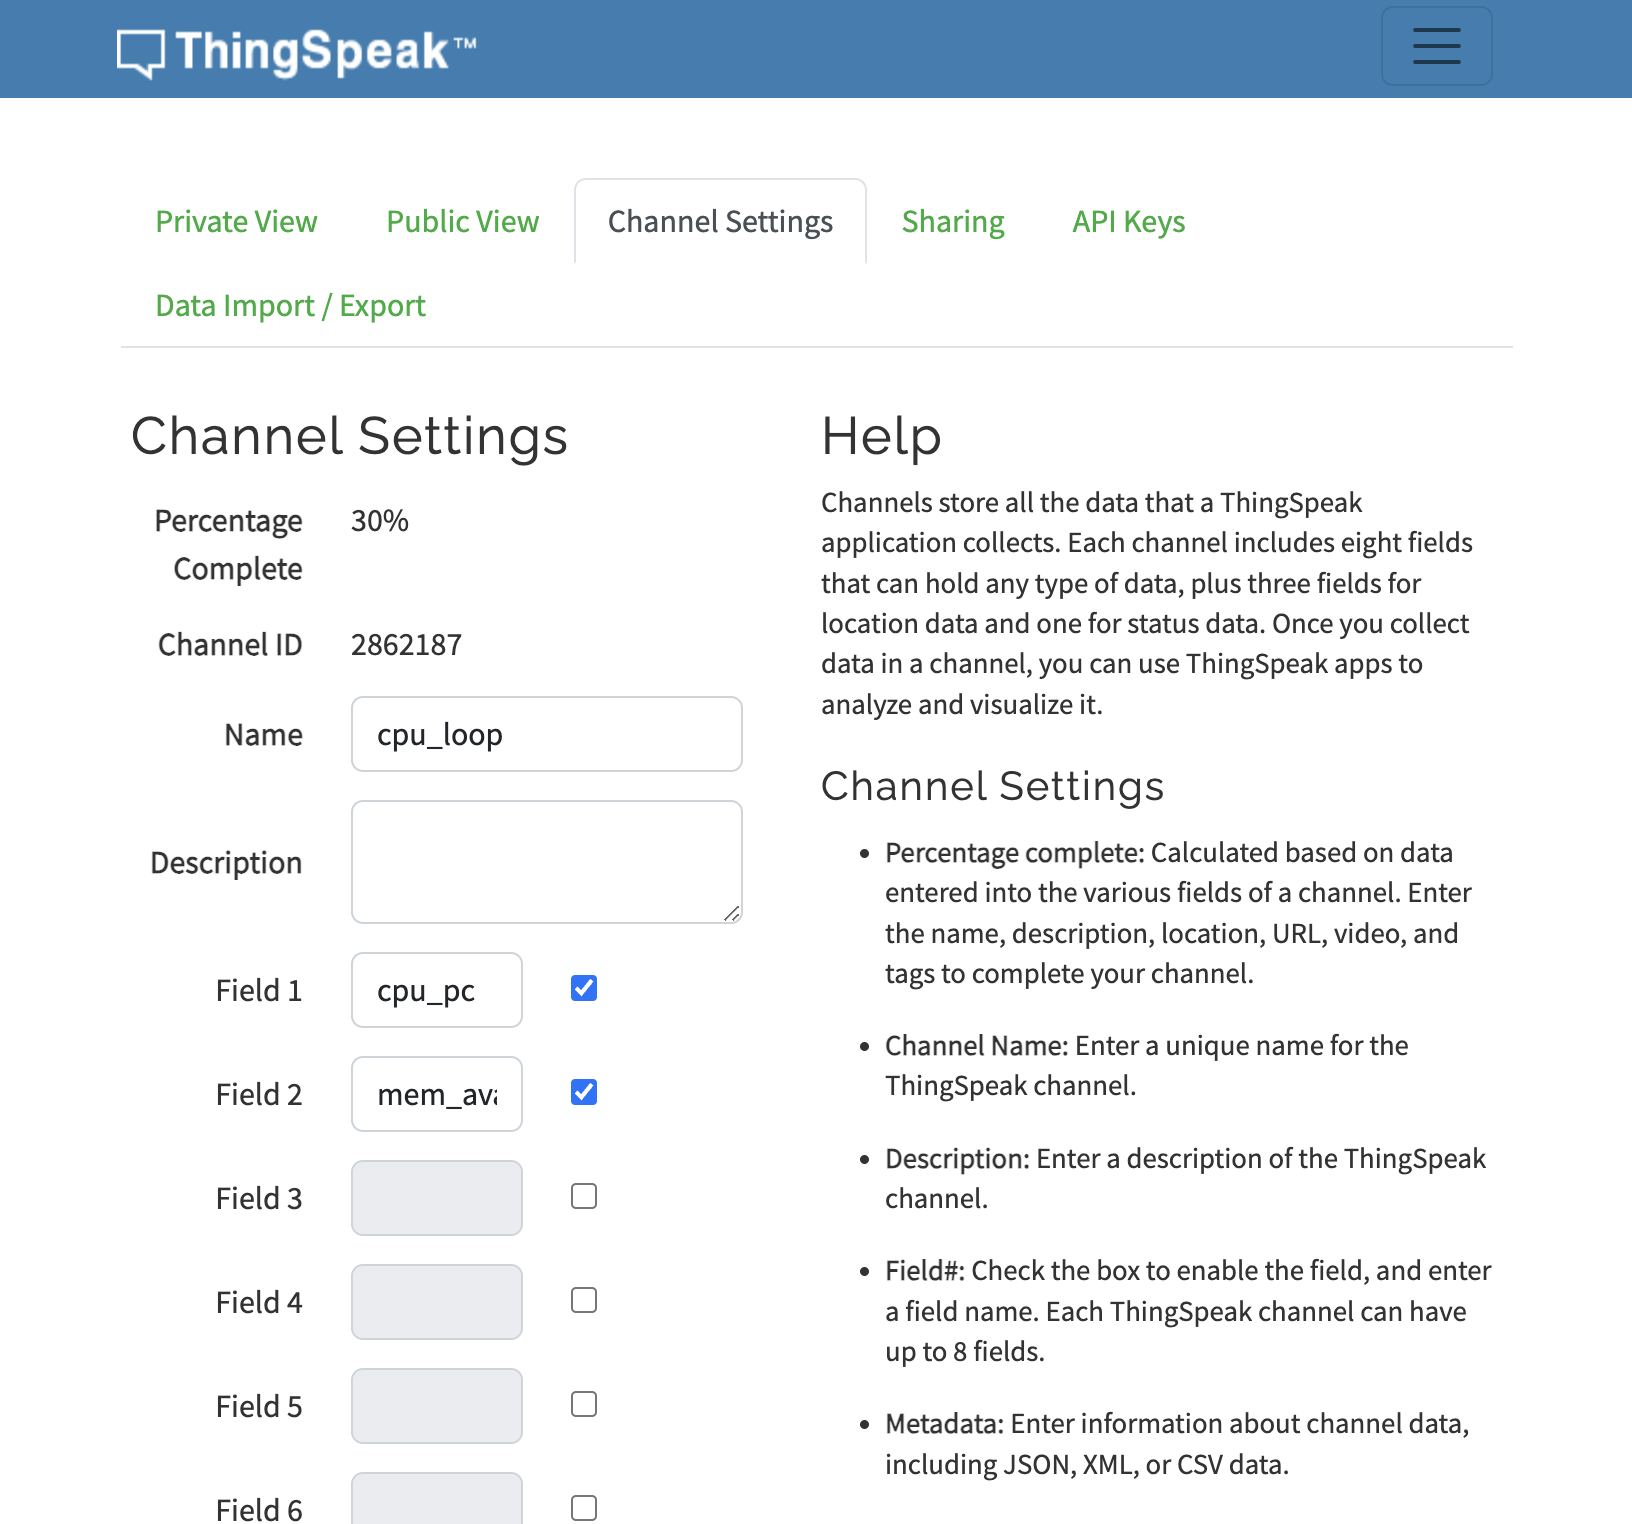 ThingSpeak™
Private View
Public View
Channel Settings
Sharing
API Keys
Data Import / Export
Channel Settings
Percentage
Complete
30%
Channel ID
2862187
Name
cpu_loop
Description
Field 1
cpu_pc
Field 2
mem_ava
Field 3
Field 4
Field 5
Field 6
Help
Channels store all the data that a ThingSpeak
application collects. Each channel includes eight fields
that can hold any type of data, plus three fields for
location data and one for status data. Once you collect
data in a channel, you can use ThingSpeak apps to
analyze and visualize it.
Channel Settings
• Percentage complete: Calculated based on data
entered into the various fields of a channel. Enter
the name, description, location, URL, video, and
tags to complete your channel.
• Channel Name: Enter a unique name for the
ThingSpeak channel.
• Description: Enter a description of the ThingSpeak
channel.
• Field#: Check the box to enable the field, and enter
a field name. Each ThingSpeak channel can have
up to 8 fields.
• Metadata: Enter information about channel data,
including JSON, XML, or CSV data.